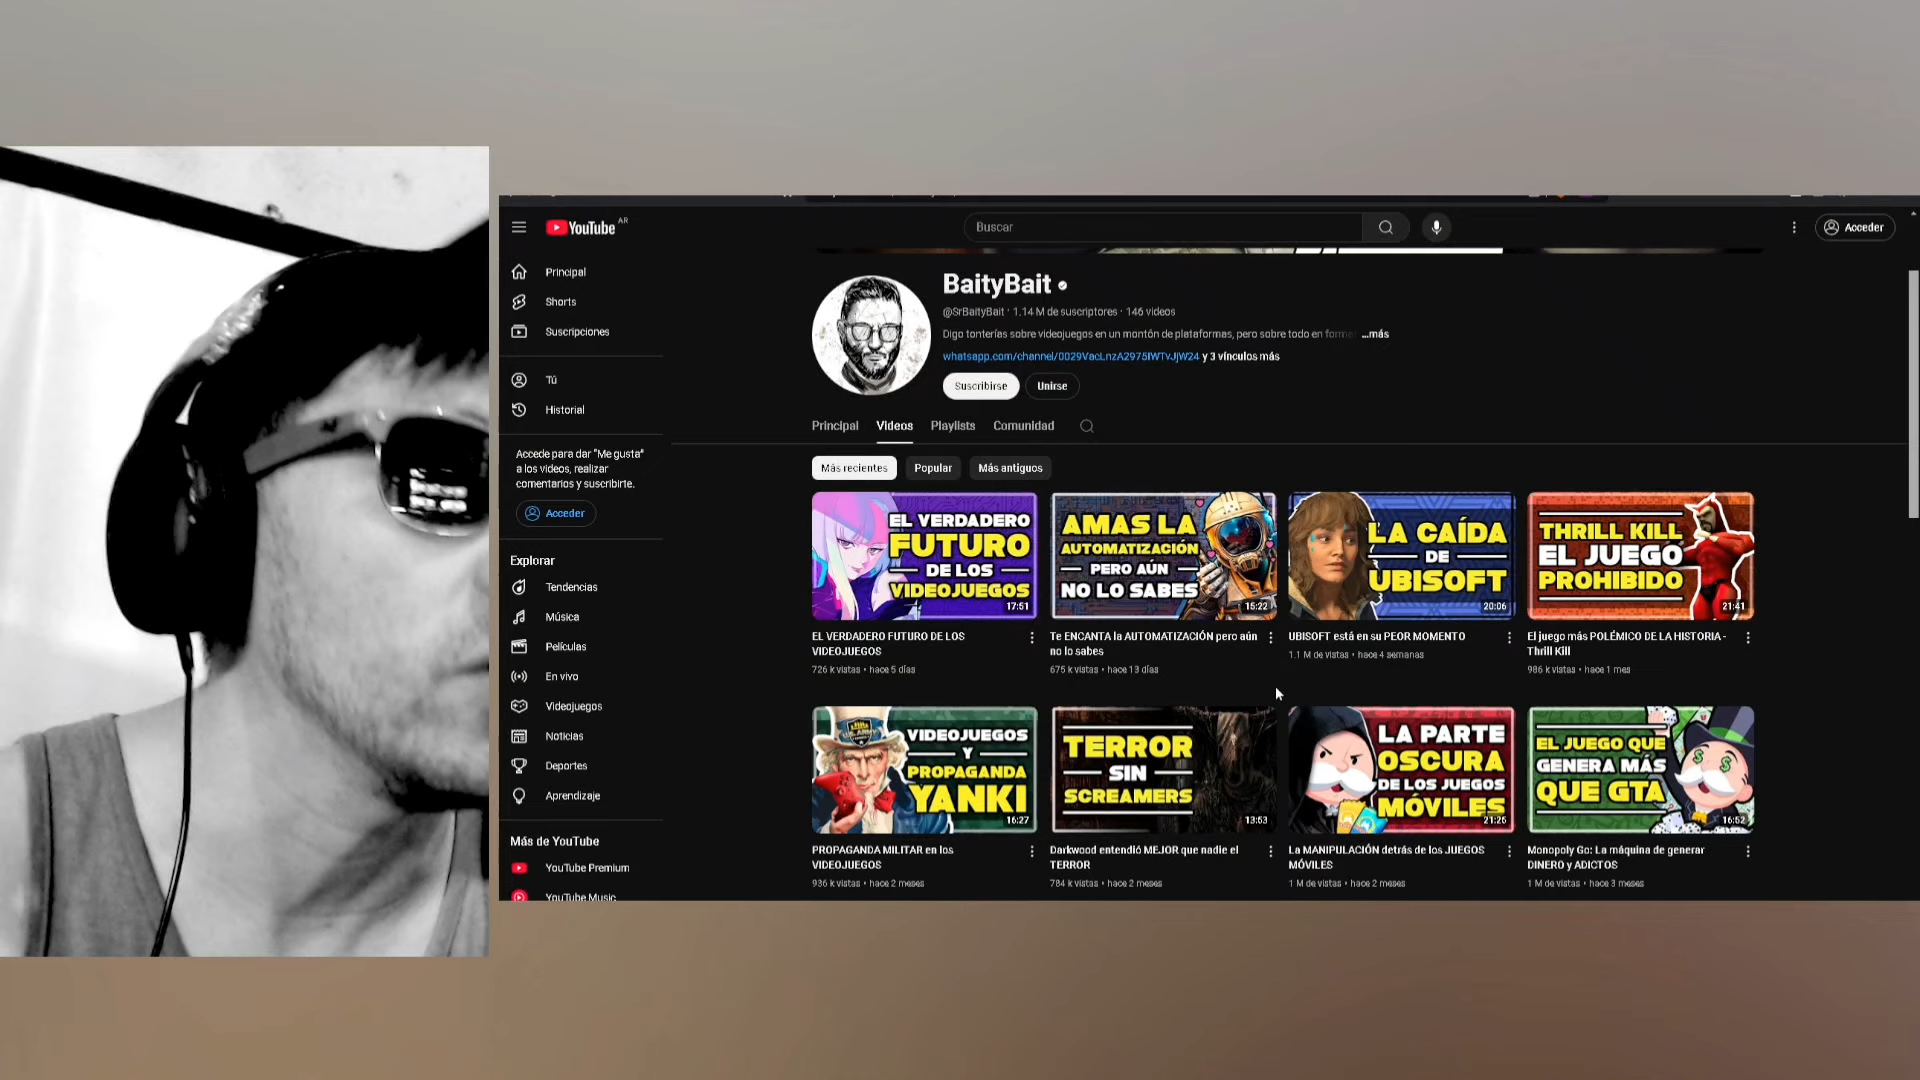 YouTube AR
Buscar
Acceder
Principal
Shorts
Suscripciones
Tú
Historial
Accede para dar "Me gusta"
a los videos, realizar
comentarios y suscribirte.
Acceder
Explorar
Tendencias
Música
Películas
En vivo
Videojuegos
Noticias
Deportes
Aprendizaje
Más de YouTube
YouTube Premium
YouTube Music
BaityBait
@SrBaityBait · 1.14 M de suscriptores · 146 videos
Digo tonterías sobre videojuegos en un montón de plataformas, pero sobre todo en forma ...más
y 3 vínculos más
Suscribirse Unirse
Principal Videos Playlists Comunidad
Más recientes Popular Más antiguos
EL VERDADERO
FUTURO
DE LOS
VIDEOJUEGOS
17:51
EL VERDADERO FUTURO DE LOS
VIDEOJUEGOS
726 k vistas · hace 5 días
AMAS LA
AUTOMATIZACIÓN
PERO AÚN
NO LO SABES
15:22
Te ENCANTA la AUTOMATIZACIÓN pero aún
no lo sabes
675 k vistas · hace 13 días
LA CAÍDA
DE
UBISOFT
20:06
UBISOFT está en su PEOR MOMENTO
1.1 M de vistas · hace 4 semanas
THRILL KILL
EL JUEGO
PROHIBIDO
21:41
El juego más POLÉMICO DE LA HISTORIA -
Thrill Kill
986 k vistas · hace 1 mes
U.S. ARMY
VIDEOJUEGOS
Y
PROPAGANDA
YANKI
16:27
PROPAGANDA MILITAR en los
VIDEOJUEGOS
936 k vistas · hace 2 meses
TERROR
SIN
SCREAMERS
13:53
Darkwood entendió MEJOR que nadie el
TERROR
784 k vistas · hace 2 meses
LA PARTE
OSCURA
DE LOS JUEGOS
MÓVILES
21:25
La MANIPULACIÓN detrás de los JUEGOS
MÓVILES
1 M de vistas · hace 2 meses
EL JUEGO QUE
GENERA MÁS
QUE GTA
16:52
Monopoly Go: La máquina de generar
DINERO y ADICTOS
1 M de vistas · hace 3 meses